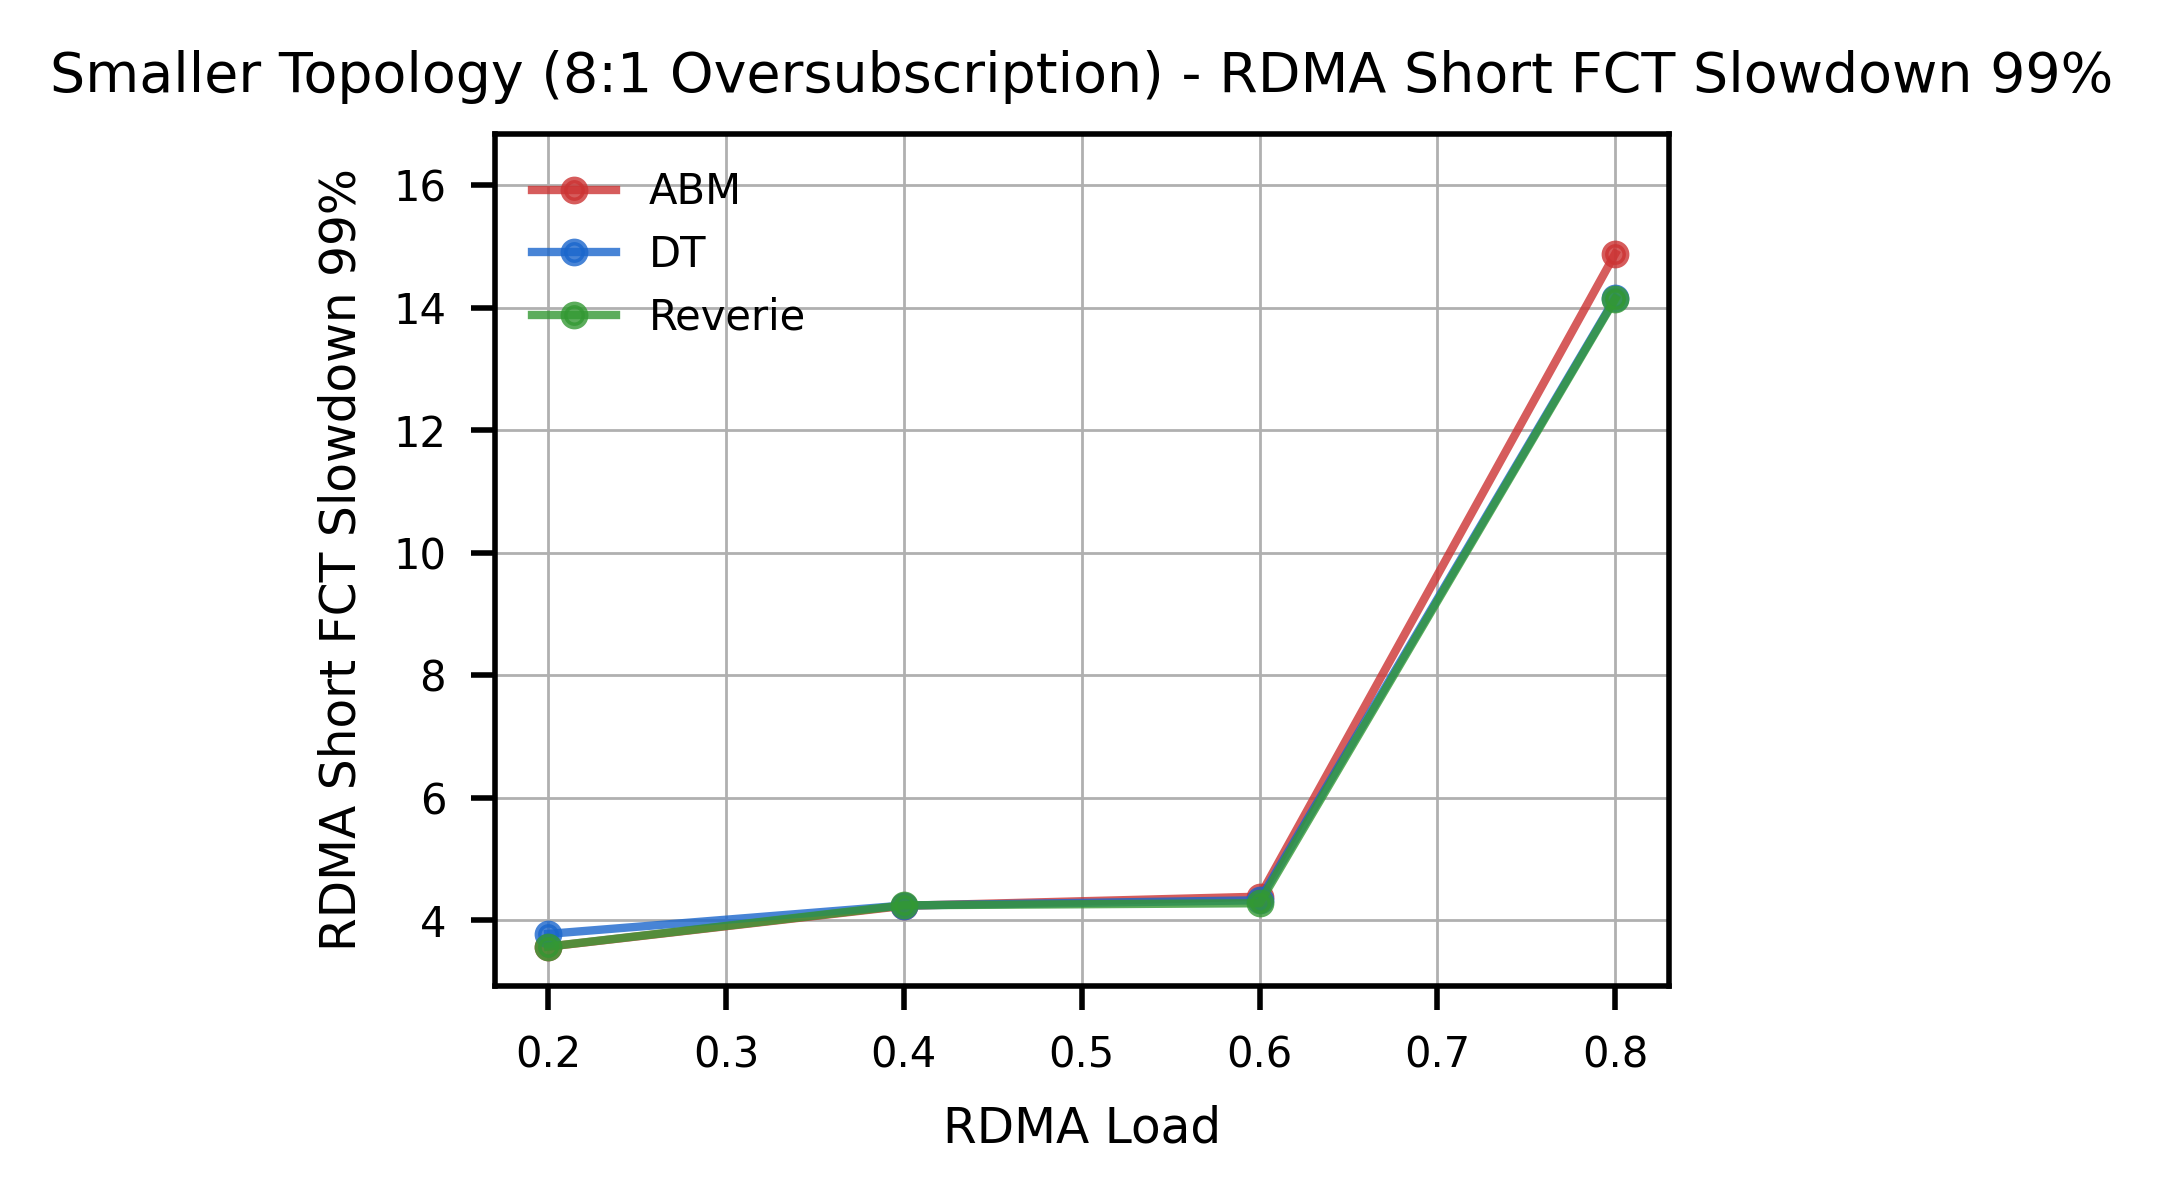 Smaller Topology (8:1 Oversubscription) - RDMA Short FCT Slowdown 99%
RDMA Short FCT Slowdown 99%
16
14
12
10
8
6
4
ABM
DT
Reverie
0.2 0.3 0.4 0.5 0.6 0.7 0.8
RDMA Load